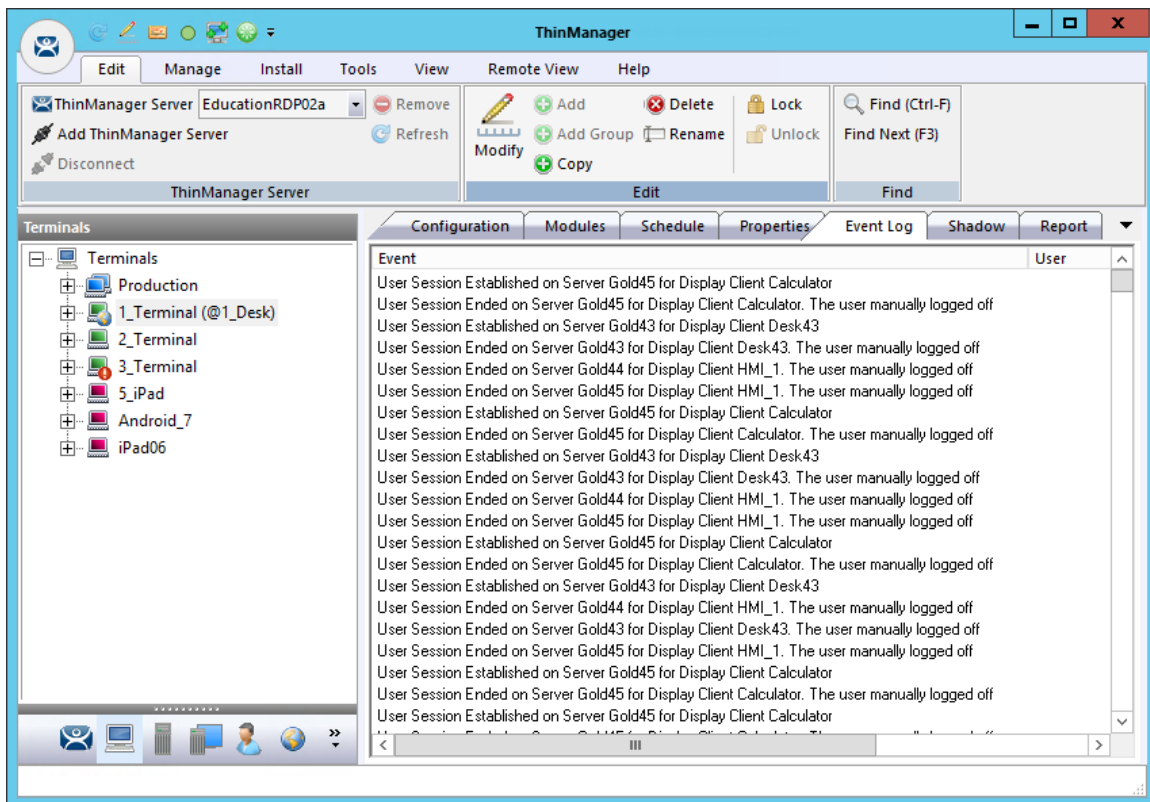 ThinManager
Edit Manage Install Tools View Remote View Help
ThinManager Server EducationRDP02a Remove
Add ThinManager Server Refresh
Disconnect
ThinManager Server
Modify
Add Delete
Add Group Rename
Copy
Lock
Unlock
Edit
Find (Ctrl-F)
Find Next (F3)
Find
Terminals
Terminals
Production
1_Terminal (@1_Desk)
2_Terminal
3_Terminal
5_iPad
Android_7
iPad06
Configuration Modules Schedule Properties Event Log Shadow Report
Event User
User Session Established on Server Gold45 for Display Client Calculator
User Session Ended on Server Gold45 for Display Client Calculator. The user manually logged off
User Session Established on Server Gold43 for Display Client Desk43
User Session Ended on Server Gold43 for Display Client Desk43. The user manually logged off
User Session Ended on Server Gold44 for Display Client HMI_1. The user manually logged off
User Session Ended on Server Gold45 for Display Client HMI_1. The user manually logged off
User Session Established on Server Gold45 for Display Client Calculator
User Session Ended on Server Gold45 for Display Client Calculator. The user manually logged off
User Session Established on Server Gold43 for Display Client Desk43
User Session Ended on Server Gold43 for Display Client Desk43. The user manually logged off
User Session Ended on Server Gold44 for Display Client HMI_1. The user manually logged off
User Session Ended on Server Gold45 for Display Client HMI_1. The user manually logged off
User Session Established on Server Gold45 for Display Client Calculator
User Session Ended on Server Gold45 for Display Client Calculator. The user manually logged off
User Session Established on Server Gold43 for Display Client Desk43
User Session Ended on Server Gold44 for Display Client HMI_1. The user manually logged off
User Session Ended on Server Gold43 for Display Client Desk43. The user manually logged off
User Session Ended on Server Gold45 for Display Client HMI_1. The user manually logged off
User Session Established on Server Gold45 for Display Client Calculator
User Session Ended on Server Gold45 for Display Client Calculator. The user manually logged off
User Session Established on Server Gold45 for Display Client Calculator